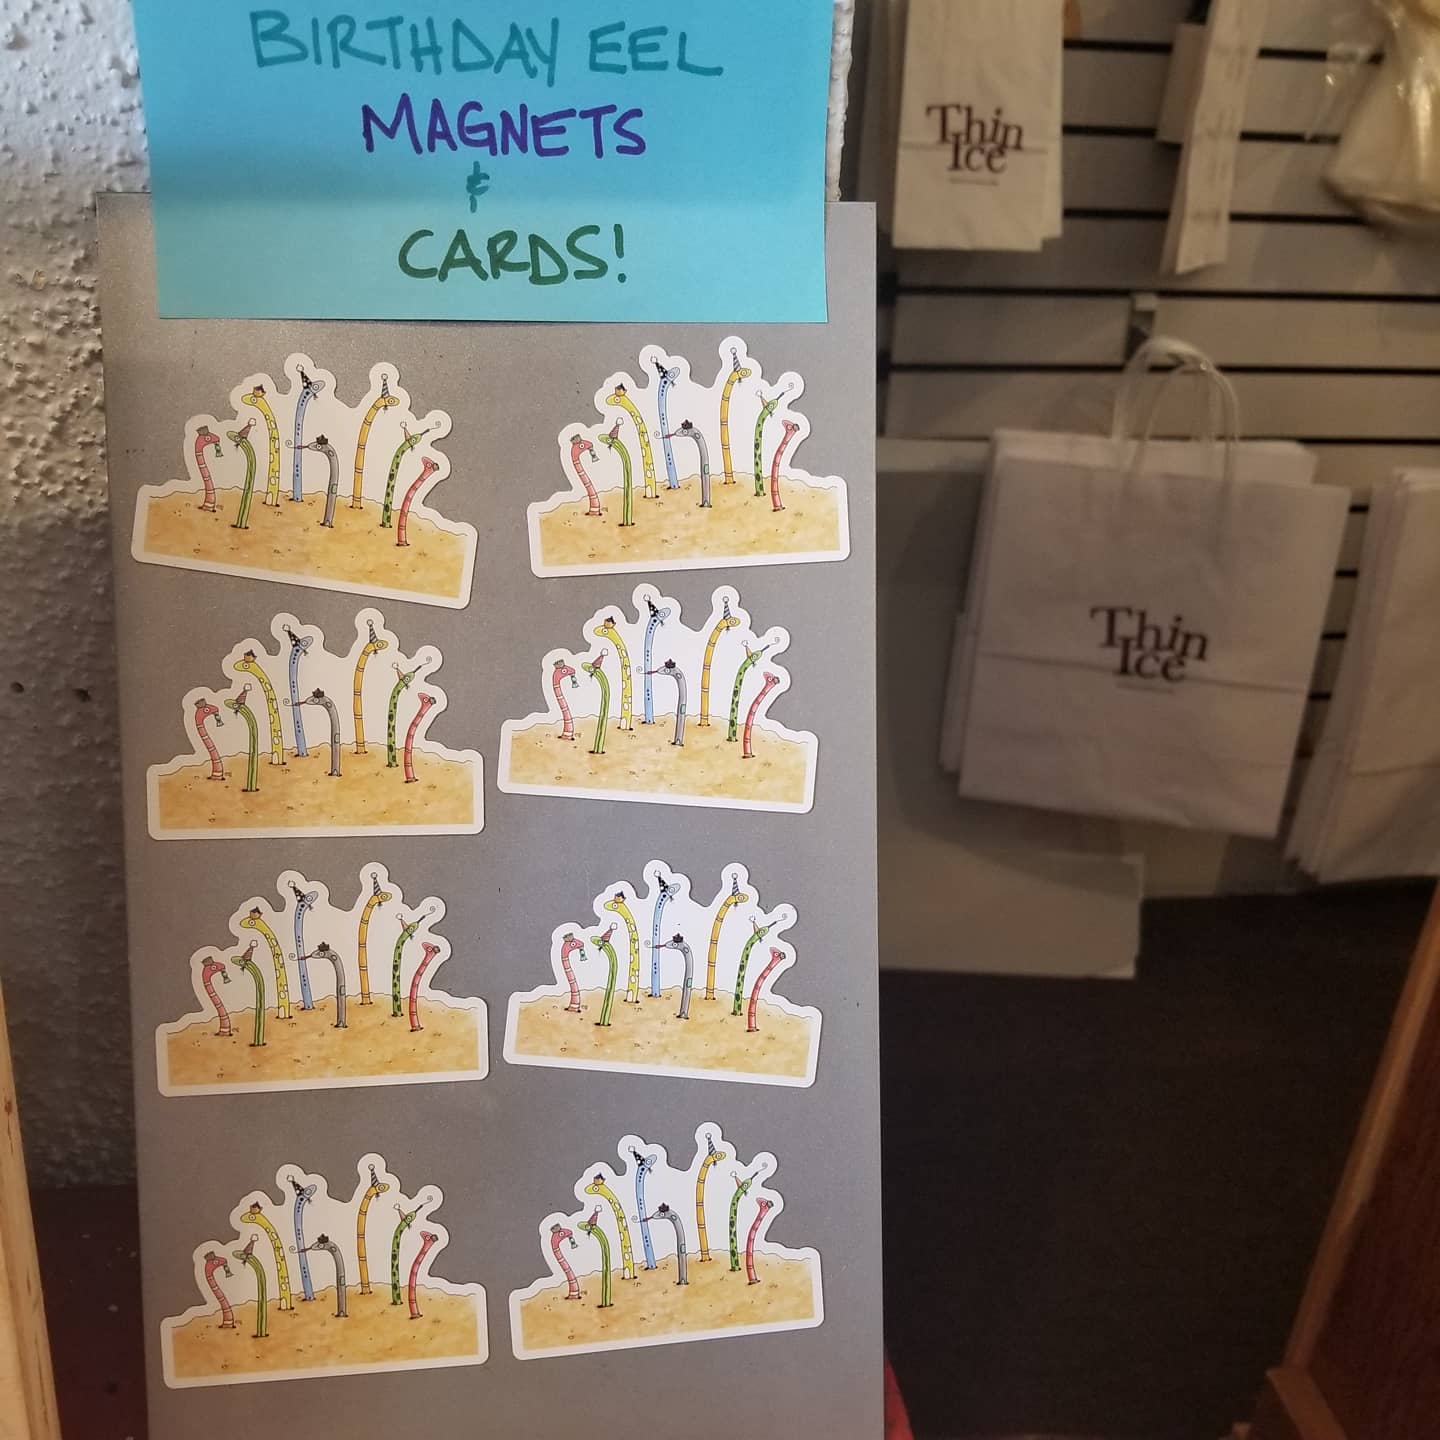 BIRTHDAY EEL
MAGNETS
&
CARDS!
Thin
Ice
Thin
Ice